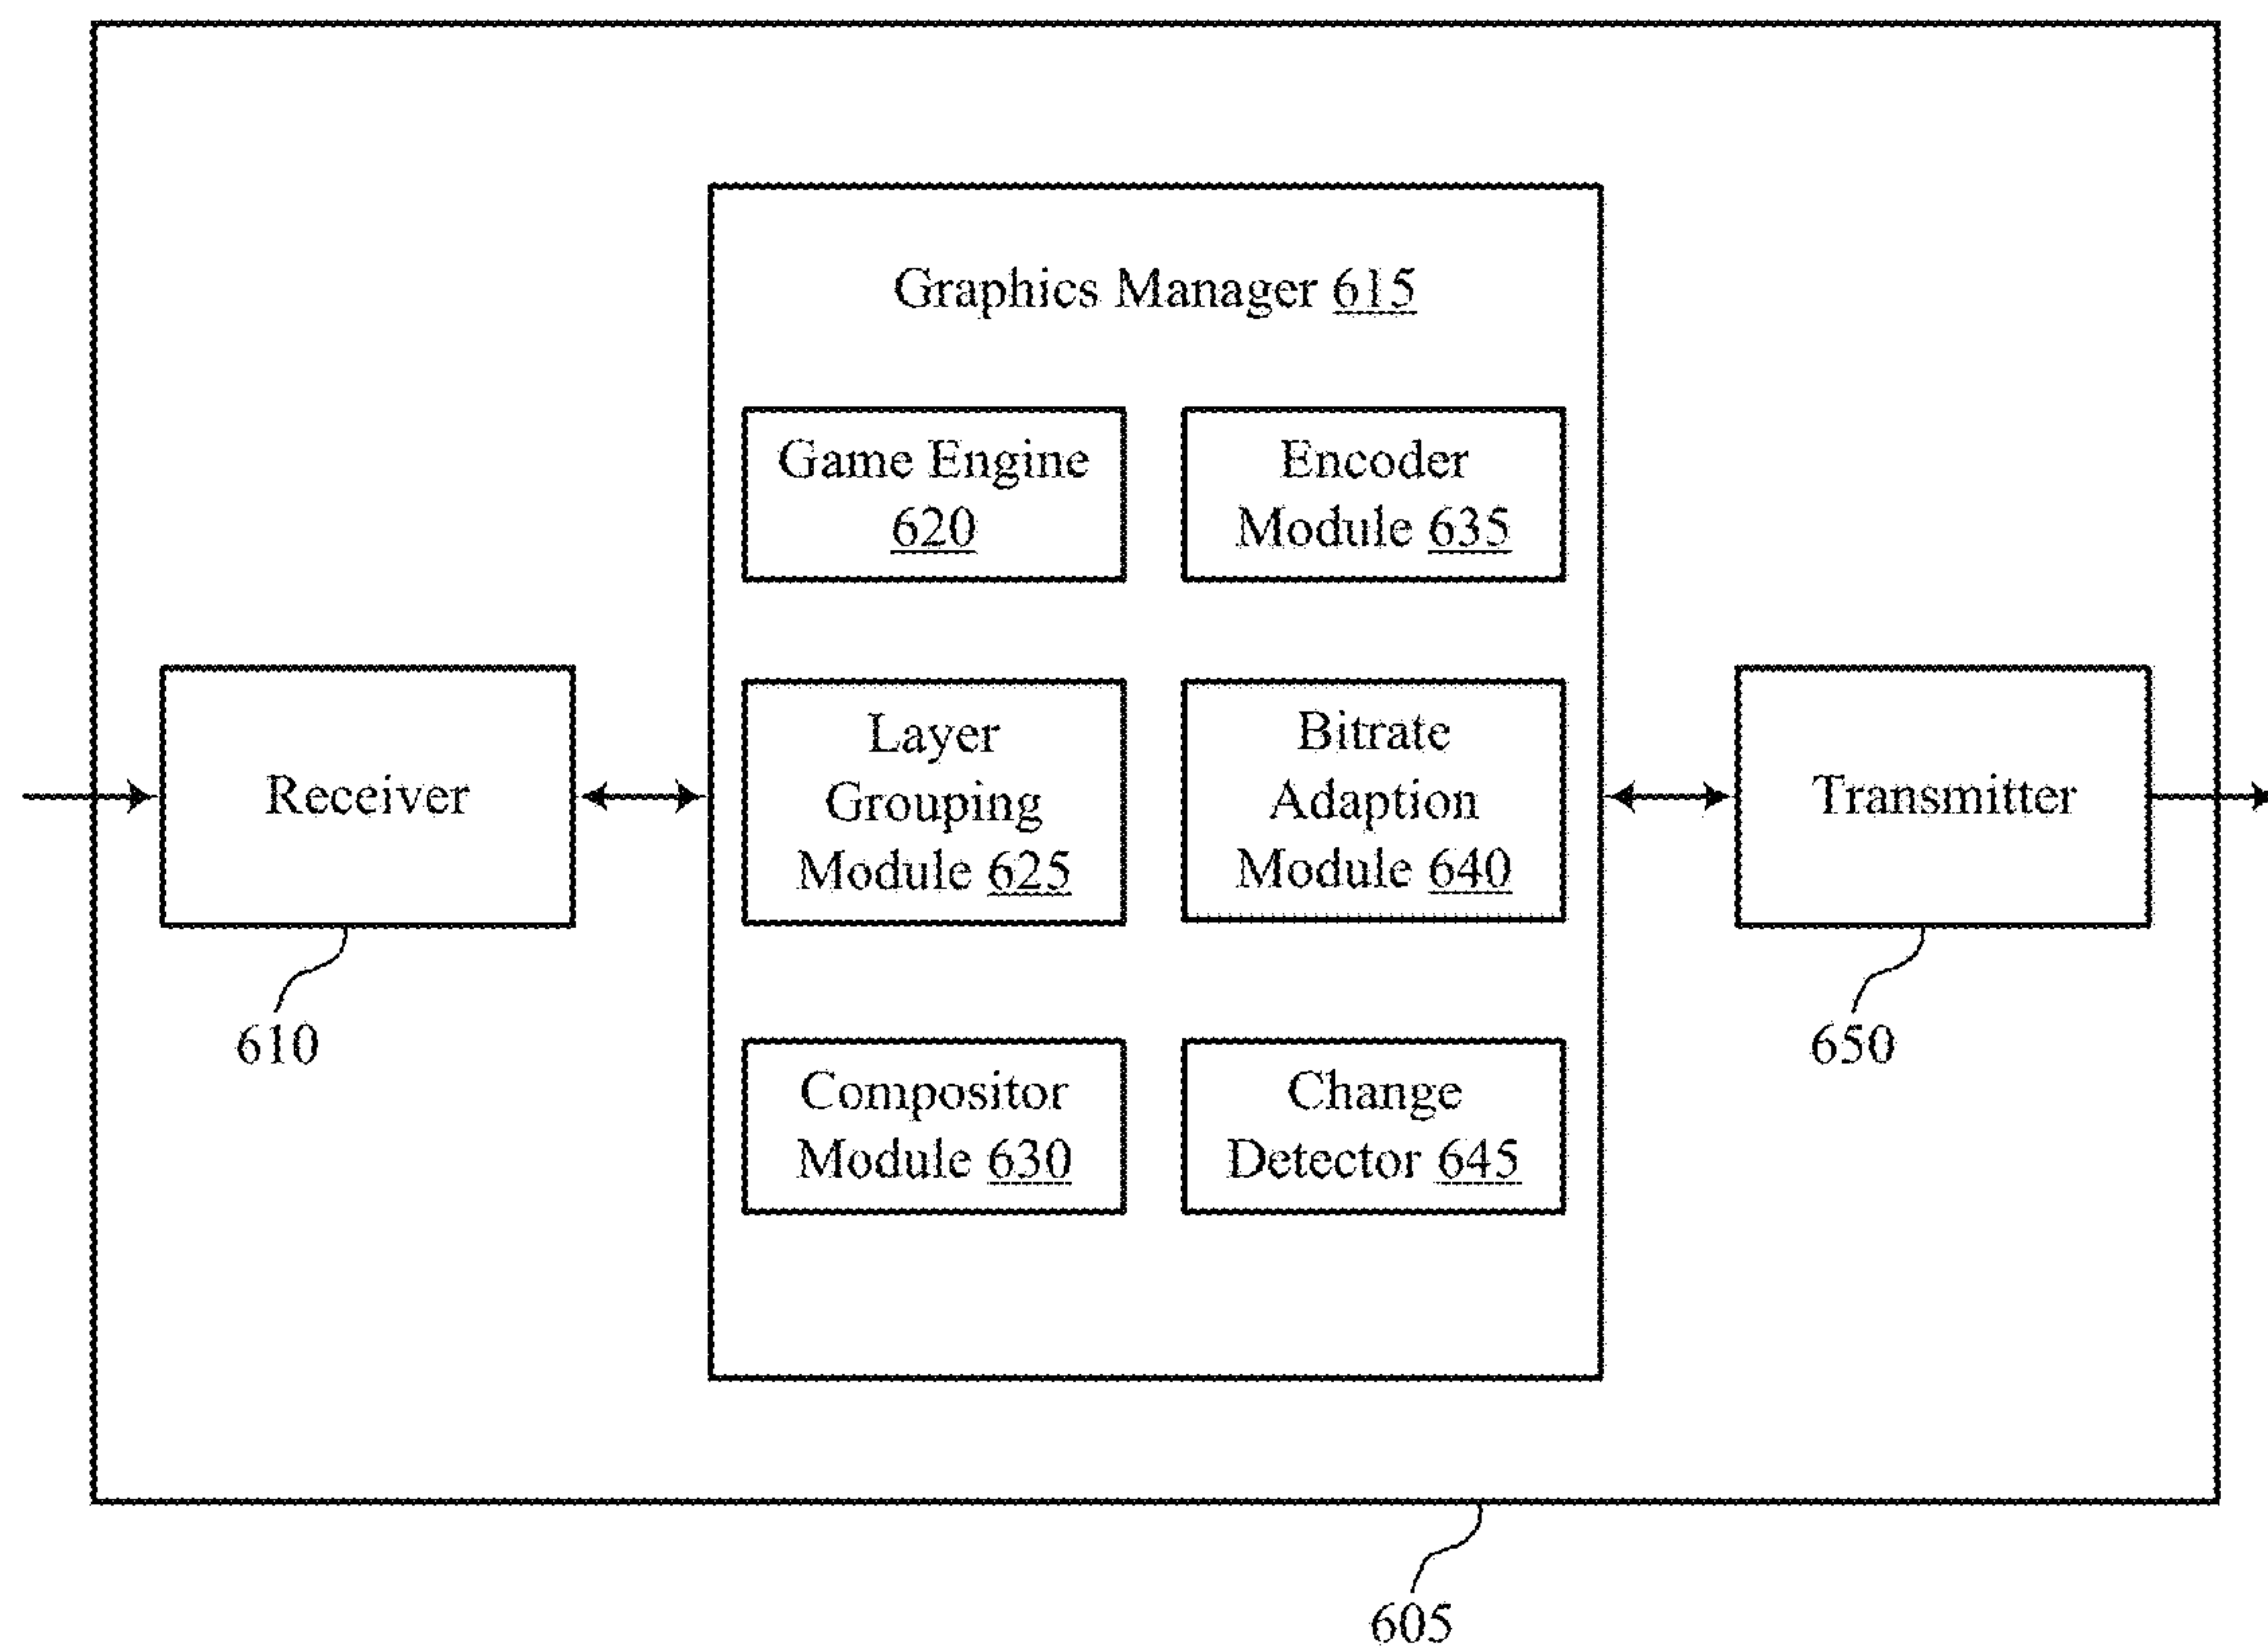 Graphics Manager 615
Game Engine
620
Encoder
Module 635
Layer
Grouping
Module 625
Bitrate
Adaption
Module 640
Compositor
Module 630
Change
Detector 645
Receiver
610
Transmitter
650
605